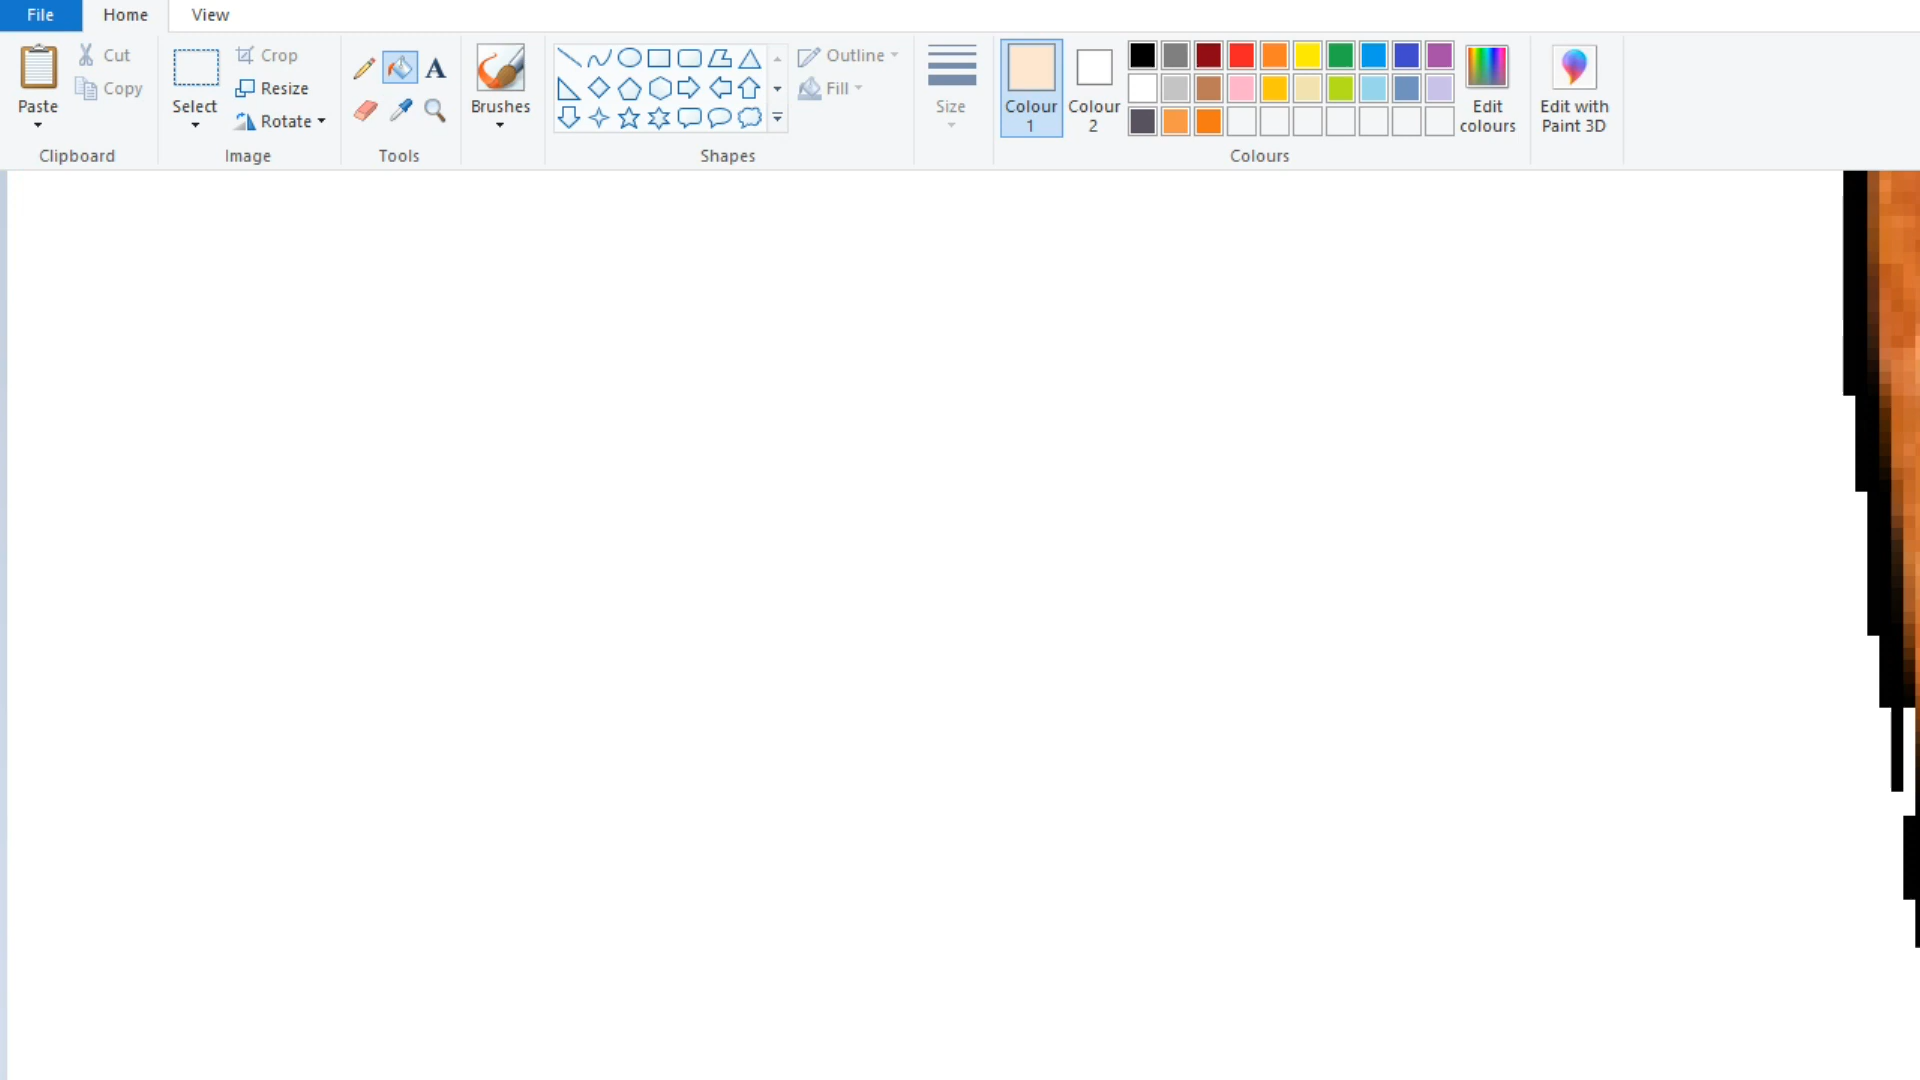 File Home View
Paste Cut Copy
Clipboard
Select Crop Resize Rotate
Image
A
Tools
Brushes
Outline Fill
Shapes
Size
Colour 1
Colour 2
Edit colours
Colours
Edit with Paint 3D